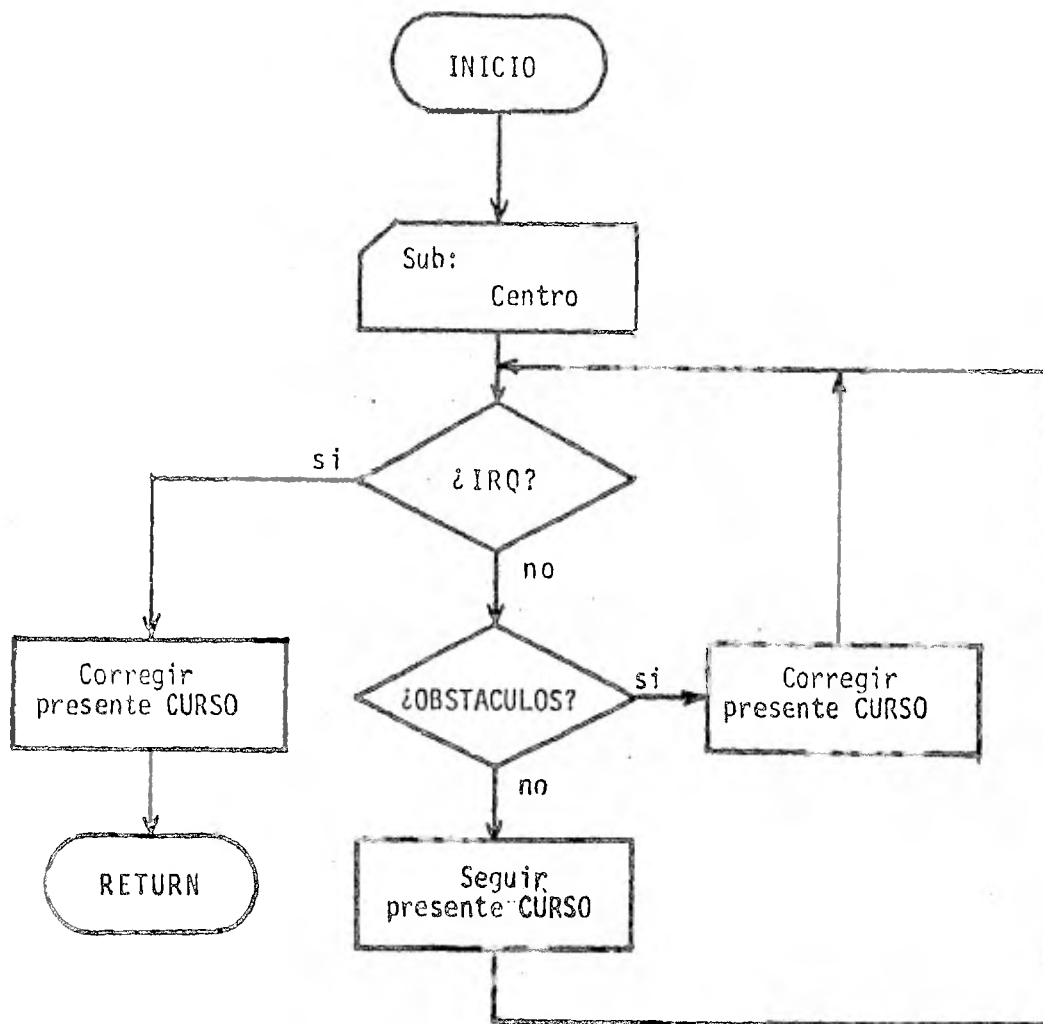 INICIO
Sub:
Centro
si
¿IRQ?
no
Corregir
presente CURSO
¿OBSTACULOS?
si
Corregir
presente CURSO
no
RETURN
Seguir
presente CURSO